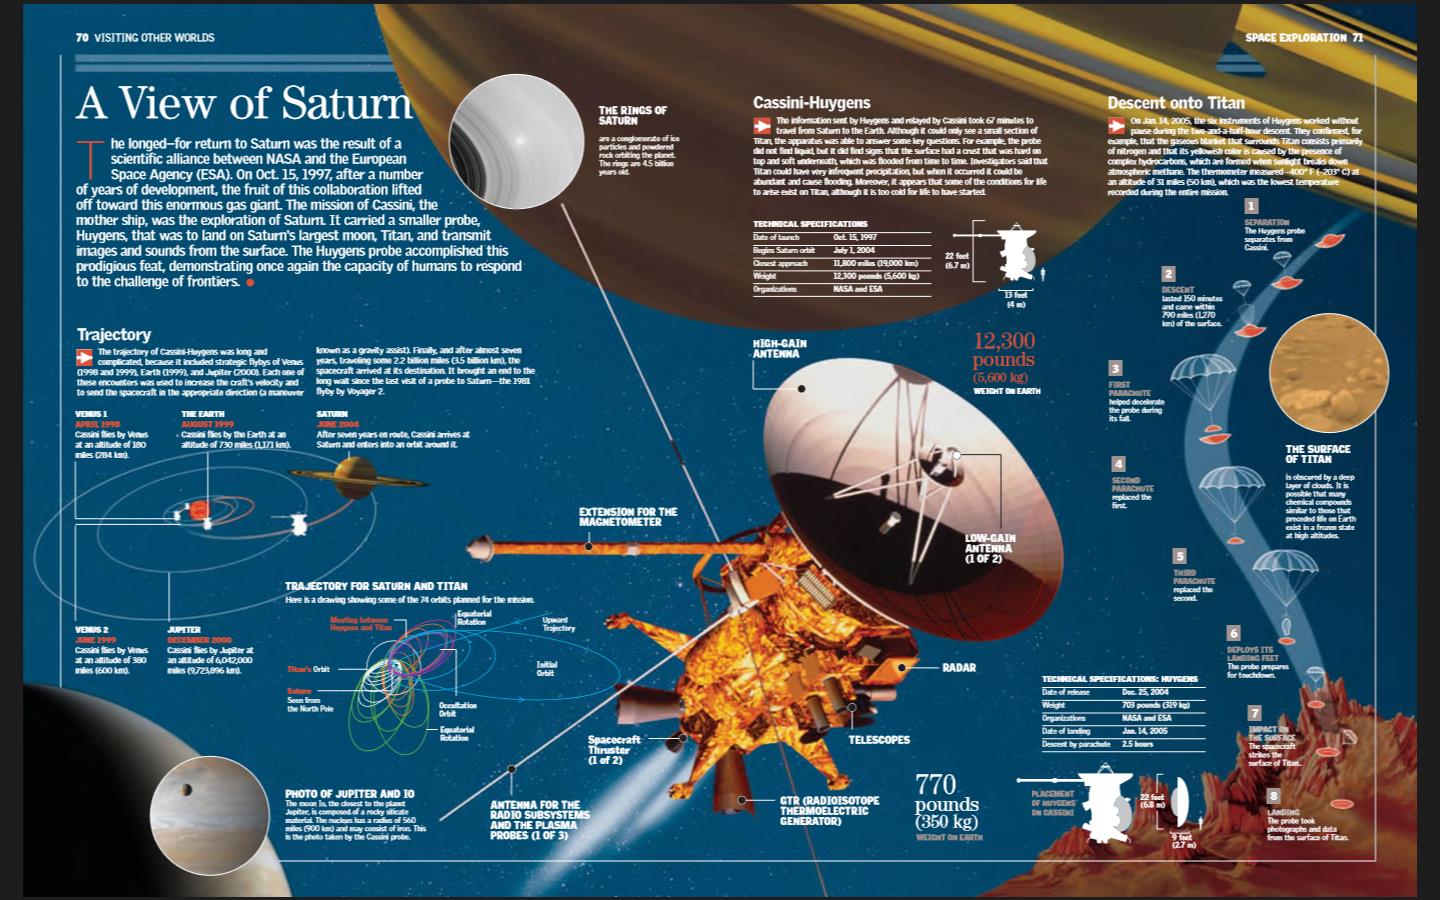 70 VISITING OTHER WORLDS
SPACE EXPLORATION 71
A View of Saturn
The longed-for return to Saturn was the result of a
scientific alliance between NASA and the European
Space Agency (ESA). On Oct. 15, 1997, after a number
of years of development, the fruit of this collaboration lifted
off toward this enormous gas giant. The mission of Cassini, the
mother ship, was the exploration of Saturn. It carried a smaller probe,
Huygens, that was to land on Saturn's largest moon, Titan, and transmit
images and sounds from the surface. The Huygens probe accomplished this
prodigious feat, demonstrating once again the capacity of humans to respond
to the challenge of frontiers.
THE RINGS OF
SATURN
are a conglomerate of ice
particles and powdered
rock orbiting the planet.
The rings are 4.5 billion
years old.
Cassini-Huygens
The information sent by Huygens and relayed by Cassini took 67 minutes to
travel from Saturn to the Earth. Although it could only see a small section of
Titan, the apparatus was able to answer some key questions. For example, the probe
did not find liquid, but it did find signs that the surface had a crust that was hard on
top and soft underneath, which was flooded from time to time. Investigators said that
Titan could have very infrequent precipitation, but when it occurred it could be
abundant and cause flooding. Moreover, it appears that some of the conditions for life
to arise exist on Titan, although it is too cold for life to have started.
TECHNICAL SPECIFICATIONS
Date of launch Oct. 15, 1997
Begins Saturn orbit July 1, 2004
Closest approach 11,800 miles (19,000 km)
Weight 12,300 pounds (5,600 kg)
Organizations NASA and ESA
22 feet
(6.7 m)
13 feet
(4 m)
Descent onto Titan
On Jan. 14, 2005, the six instruments of Huygens worked without
pause during the two-and-a-half-hour descent. They confirmed, for
example, that the gaseous blanket that surrounds Titan consists primarily
of nitrogen and that its yellowish color is caused by the presence of
complex hydrocarbons, which are formed when sunlight breaks down
atmospheric methane. The thermometer measured -400° F (-203° C) at
an altitude of 31 miles (50 km), which was the lowest temperature
recorded during the entire mission.
1
SEPARATION
The Huygens probe
separates from
Cassini.
2
DESCENT
lasted 150 minutes
and came within
790 miles (1,270
km) of the surface.
3
FIRST
PARACHUTE
helped decelerate
the probe during
its fall.
4
SECOND
PARACHUTE
replaced the
first.
5
THIRD
PARACHUTE
replaced the
second.
6
DEPLOYS ITS
LANDING FEET
The probe prepares
for touchdown.
7
IMPACT ON
THE SURFACE
The spacecraft
strikes the
surface of Titan.
8
LANDING
The probe took
photographs and data
from the surface of Titan.
THE SURFACE
OF TITAN
is obscured by a deep
layer of clouds. It is
possible that many
chemical compounds
similar to those that
preceded life on Earth
exist in a frozen state
at high altitudes.
Trajectory
The trajectory of Cassini-Huygens was long and
complicated, because it included strategic flybys of Venus
(1998 and 1999), Earth (1999), and Jupiter (2000). Each one of
these encounters was used to increase the craft's velocity and
to send the spacecraft in the appropriate direction (a maneuver
known as a gravity assist). Finally, and after almost seven
years, traveling some 2.2 billion miles (3.5 billion km), the
spacecraft arrived at its destination. It brought an end to the
long wait since the last visit of a probe to Saturn—the 1981
flyby by Voyager 2.
VENUS 1
APRIL 1998
Cassini flies by Venus
at an altitude of 180
miles (284 km).
THE EARTH
AUGUST 1999
Cassini flies by the Earth at an
altitude of 730 miles (1,171 km).
SATURN
JUNE 2004
After seven years en route, Cassini arrives at
Saturn and enters into an orbit around it.
VENUS 2
JUNE 1999
Cassini flies by Venus
at an altitude of 380
miles (600 km).
JUPITER
DECEMBER 2000
Cassini flies by Jupiter at
an altitude of 6,042,000
miles (9,723,896 km).
TRAJECTORY FOR SATURN AND TITAN
Here is a drawing showing some of the 74 orbits planned for the mission.
Meeting between
Huygens and Titan
Equatorial
Rotation
Upward
Trajectory
Titan's Orbit
Initial
Orbit
Saturn
Seen from
the North Pole
Occultation
Orbit
Equatorial
Rotation
PHOTO OF JUPITER AND IO
The moon Io, the closest to the planet
Jupiter, is composed of a rocky silicate
material. The nucleus has a radius of 560
miles (900 km) and may consist of iron. This
is the photo taken by the Cassini probe.
HIGH-GAIN
ANTENNA
12,300
pounds
(5,600 kg)
WEIGHT ON EARTH
EXTENSION FOR THE
MAGNETOMETER
LOW-GAIN
ANTENNA
(1 OF 2)
RADAR
TELESCOPES
Spacecraft
Thruster
(1 of 2)
ANTENNA FOR THE
RADIO SUBSYSTEMS
AND THE PLASMA
PROBES (1 OF 3)
GTR (RADIOISOTOPE
THERMOELECTRIC
GENERATOR)
770
pounds
(350 kg)
WEIGHT ON EARTH
TECHNICAL SPECIFICATIONS: HUYGENS
Date of release Dec. 25, 2004
Weight 703 pounds (319 kg)
Organizations NASA and ESA
Date of landing Jan. 14, 2005
Descent by parachute 2.5 hours
PLACEMENT
OF HUYGENS
ON CASSINI
22 feet
(6.8 m)
9 feet
(2.7 m)